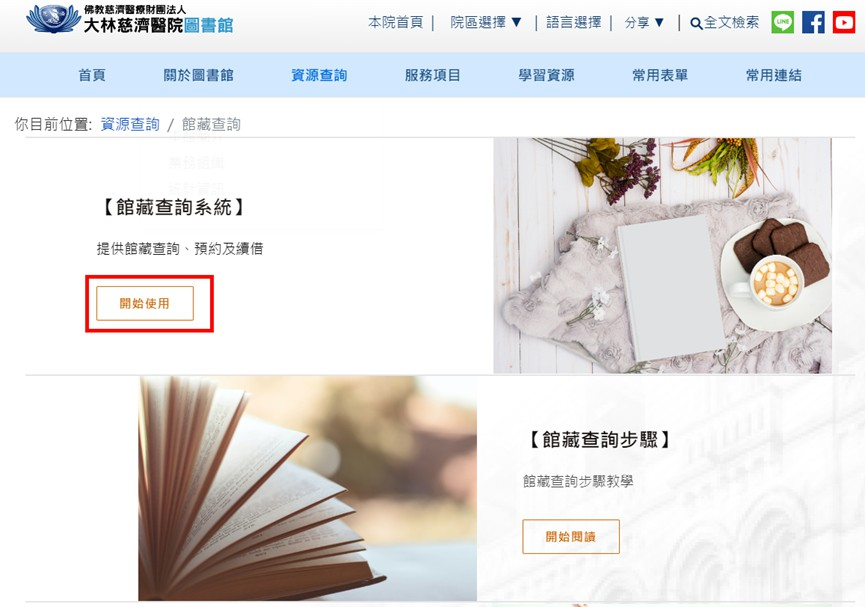 佛教慈濟醫療財團法人
大林慈濟醫院圖書館
本院首頁 | 院區選擇 ▼ | 語言選擇 | 分享 ▼ | 全文檢索
LINE
首頁 關於圖書館 資源查詢 服務項目 學習資源 常用表單 常用連結
你目前位置: 資源查詢 / 館藏查詢
【館藏查詢系統】
提供館藏查詢、預約及續借
開始使用
【館藏查詢步驟】
館藏查詢步驟教學
開始閱讀